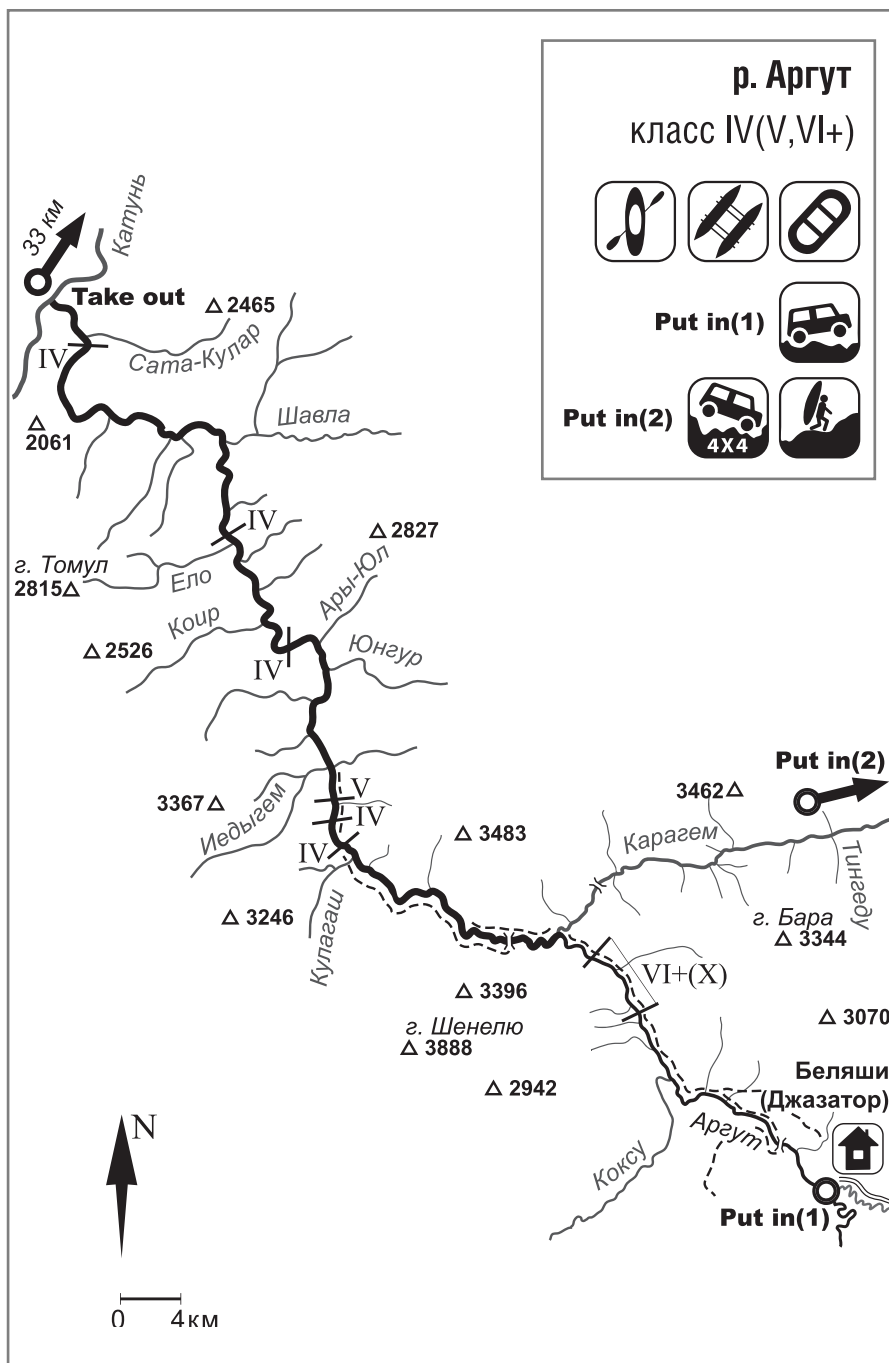 р. Аргут
класс IV(V,VI+)
Put in(1)
Put in(2)
4X4
33 км
Катунь
Take out
△ 2465
IV
Сата-Кулар
△
2061
Шавла
IV
△ 2827
г. Томул
2815△
Ело
Ары-Юл
Коир
△ 2526
IV
Юнгур
Put in(2)
3367△
Иедыгем
V
IV
IV
3462△
△ 3483
Карагем
Тингеду
△ 3246
Кулагаш
г. Бара
△ 3344
VI+(X)
△ 3396
г. Шенелю
△ 3888
△ 3070
△ 2942
Беляши
(Джазатор)
Аргут
Коксу
Put in(1)
N
0 4км